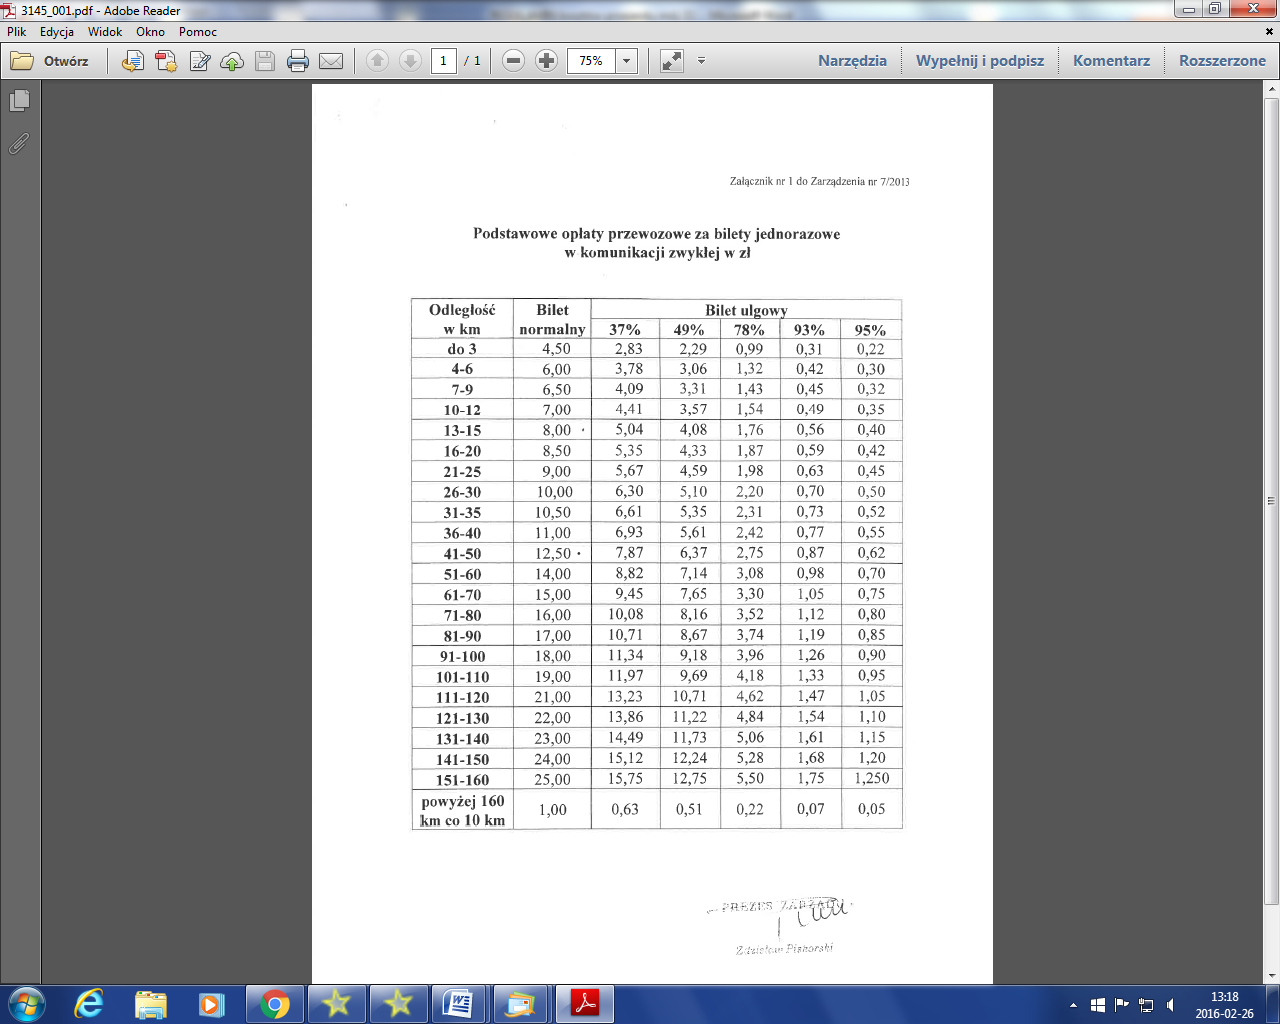 3145_001.pdf - Adobe Reader
Plik Edycja Widok Okno Pomoc
Otwórz 1 / 1 75% Narzędzia Wypełnij i podpisz Komentarz Rozszerzone
Załącznik nr 1 do Zarządzenia nr 7/2013
Podstawowe opłaty przewozowe za bilety jednorazowe
w komunikacji zwykłej w zł
Odległość w km Bilet normalny Bilet ulgowy
37% 49% 78% 93% 95%
do 3 4,50 2,83 2,29 0,99 0,31 0,22
4-6 6,00 3,78 3,06 1,32 0,42 0,30
7-9 6,50 4,09 3,31 1,43 0,45 0,32
10-12 7,00 4,41 3,57 1,54 0,49 0,35
13-15 8,00 5,04 4,08 1,76 0,56 0,40
16-20 8,50 5,35 4,33 1,87 0,59 0,42
21-25 9,00 5,67 4,59 1,98 0,63 0,45
26-30 10,00 6,30 5,10 2,20 0,70 0,50
31-35 10,50 6,61 5,35 2,31 0,73 0,52
36-40 11,00 6,93 5,61 2,42 0,77 0,55
41-50 12,50 7,87 6,37 2,75 0,87 0,62
51-60 14,00 8,82 7,14 3,08 0,98 0,70
61-70 15,00 9,45 7,65 3,30 1,05 0,75
71-80 16,00 10,08 8,16 3,52 1,12 0,80
81-90 17,00 10,71 8,67 3,74 1,19 0,85
91-100 18,00 11,34 9,18 3,96 1,26 0,90
101-110 19,00 11,97 9,69 4,18 1,33 0,95
111-120 21,00 13,23 10,71 4,62 1,47 1,05
121-130 22,00 13,86 11,22 4,84 1,54 1,10
131-140 23,00 14,49 11,73 5,06 1,61 1,15
141-150 24,00 15,12 12,24 5,28 1,68 1,20
151-160 25,00 15,75 12,75 5,50 1,75 1,250
powyżej 160 km co 10 km 1,00 0,63 0,51 0,22 0,07 0,05
PREZES ZARZĄDU
13:18
2016-02-26